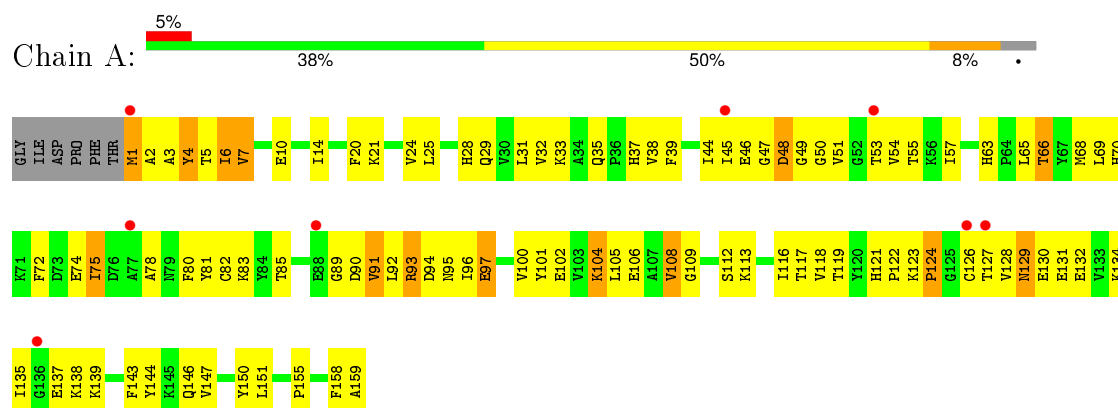 5%
Chain A:
38% 50% 8% •
GLY ILE ASP PRO PHE THR M1 A2 A3 Y4 T5 I6 V7 E10 I14 F20 K21 V24 L25 H28 Q29 V30 L31 V32 K33 A34 Q35 P36 H37 V38 F39 I44 I45 E46 G47 D48 G49 G50 V51 G52 T53 V54 T55 K56 I57 H63 P64 L65 T66 Y67 M68 L69 H70
K71 F72 D73 E74 I75 D76 A77 A78 N79 F80 Y81 C82 K83 Y84 T85 E88 G89 D90 V91 L92 R93 D94 N95 I96 E97 V100 Y101 E102 V103 K104 L105 E106 A107 V108 G109 S112 K113 I116 T117 V118 T119 Y120 H121 P122 K123 P124 G125 C126 T127 V128 N129 E130 E131 E132 V133
I135 G136 E137 K138 K139 F143 Y144 K145 Q146 V147 Y150 L151 P155 F158 A159